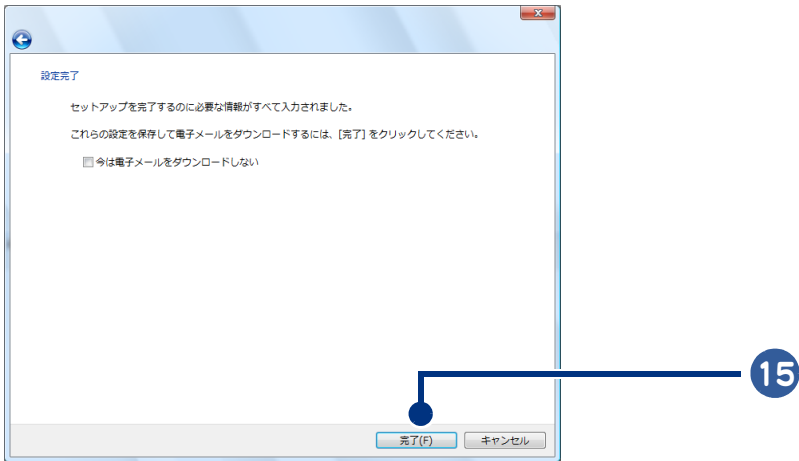 設定完了
セットアップを完了するのに必要な情報がすべて入力されました。
これらの設定を保存して電子メールをダウンロードするには、[完了] をクリックしてください。
今は電子メールをダウンロードしない
15
完了(F) キャンセル